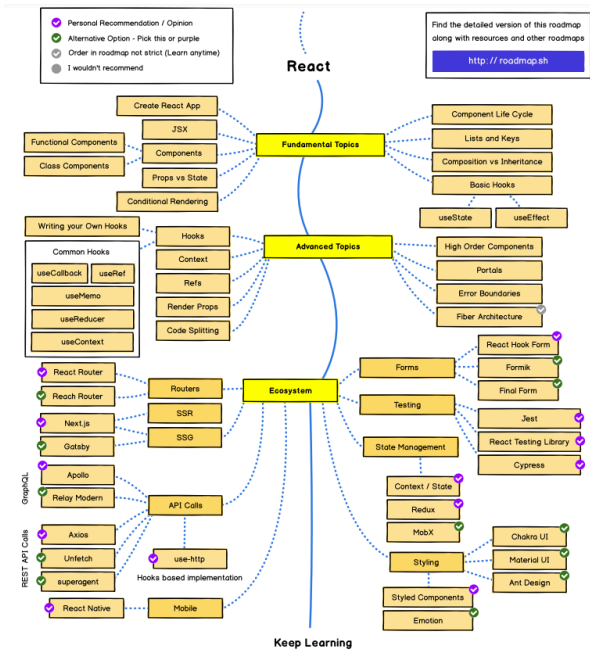 Personal Recommendation / Opinion
Alternative Option - Pick this or purple
Order in roadmap not strict (Learn anytime)
I wouldn't recommend
Find the detailed version of this roadmap
along with resources and other roadmaps
http://roadmap.sh
React
Create React App
JSX
Functional Components
Components
Class Components
Props vs State
Conditional Rendering
Fundamental Topics
Component Life Cycle
Lists and Keys
Composition vs Inheritance
Basic Hooks
useState
useEffect
Writing your Own Hooks
Hooks
Common Hooks
useCallback
useRef
useMemo
useReducer
useContext
Context
Refs
Render Props
Code Splitting
Advanced Topics
High Order Components
Portals
Error Boundaries
Fiber Architecture
Ecosystem
React Router
Reach Router
Routers
Next.js
Gatsby
SSR
SSG
GraphQL
Apollo
Relay Modern
API Calls
REST API Calls
Axios
Unfetch
superagent
use-http
Hooks based implementation
React Native
Mobile
Forms
React Hook Form
Formik
Final Form
Testing
Jest
React Testing Library
Cypress
State Management
Context / State
Redux
MobX
Styling
Chakra UI
Material UI
Ant Design
Styled Components
Emotion
Keep Learning